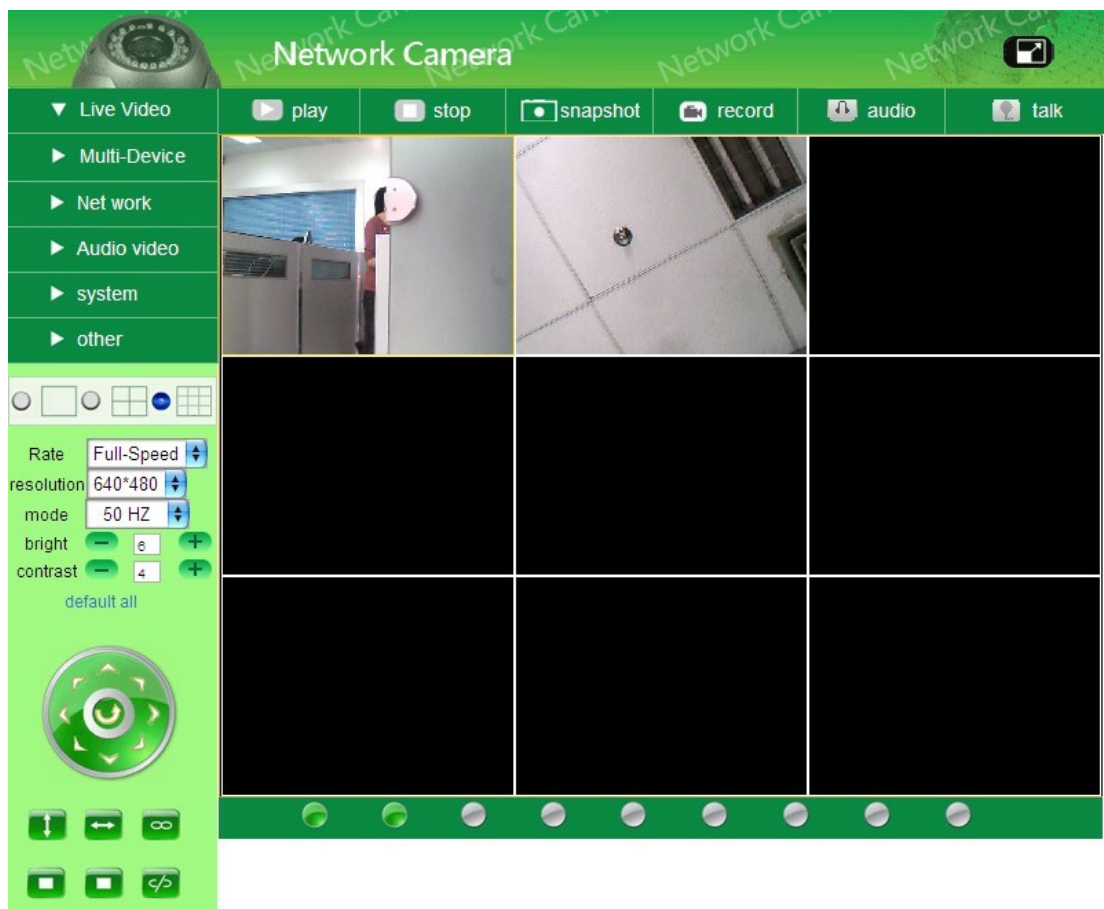 Network Camera
Live Video
play
stop
snapshot
record
audio
talk
Multi-Device
Net work
Audio video
system
other
Rate Full-Speed
resolution 640*480
mode 50 HZ
bright 6
contrast 4
default all